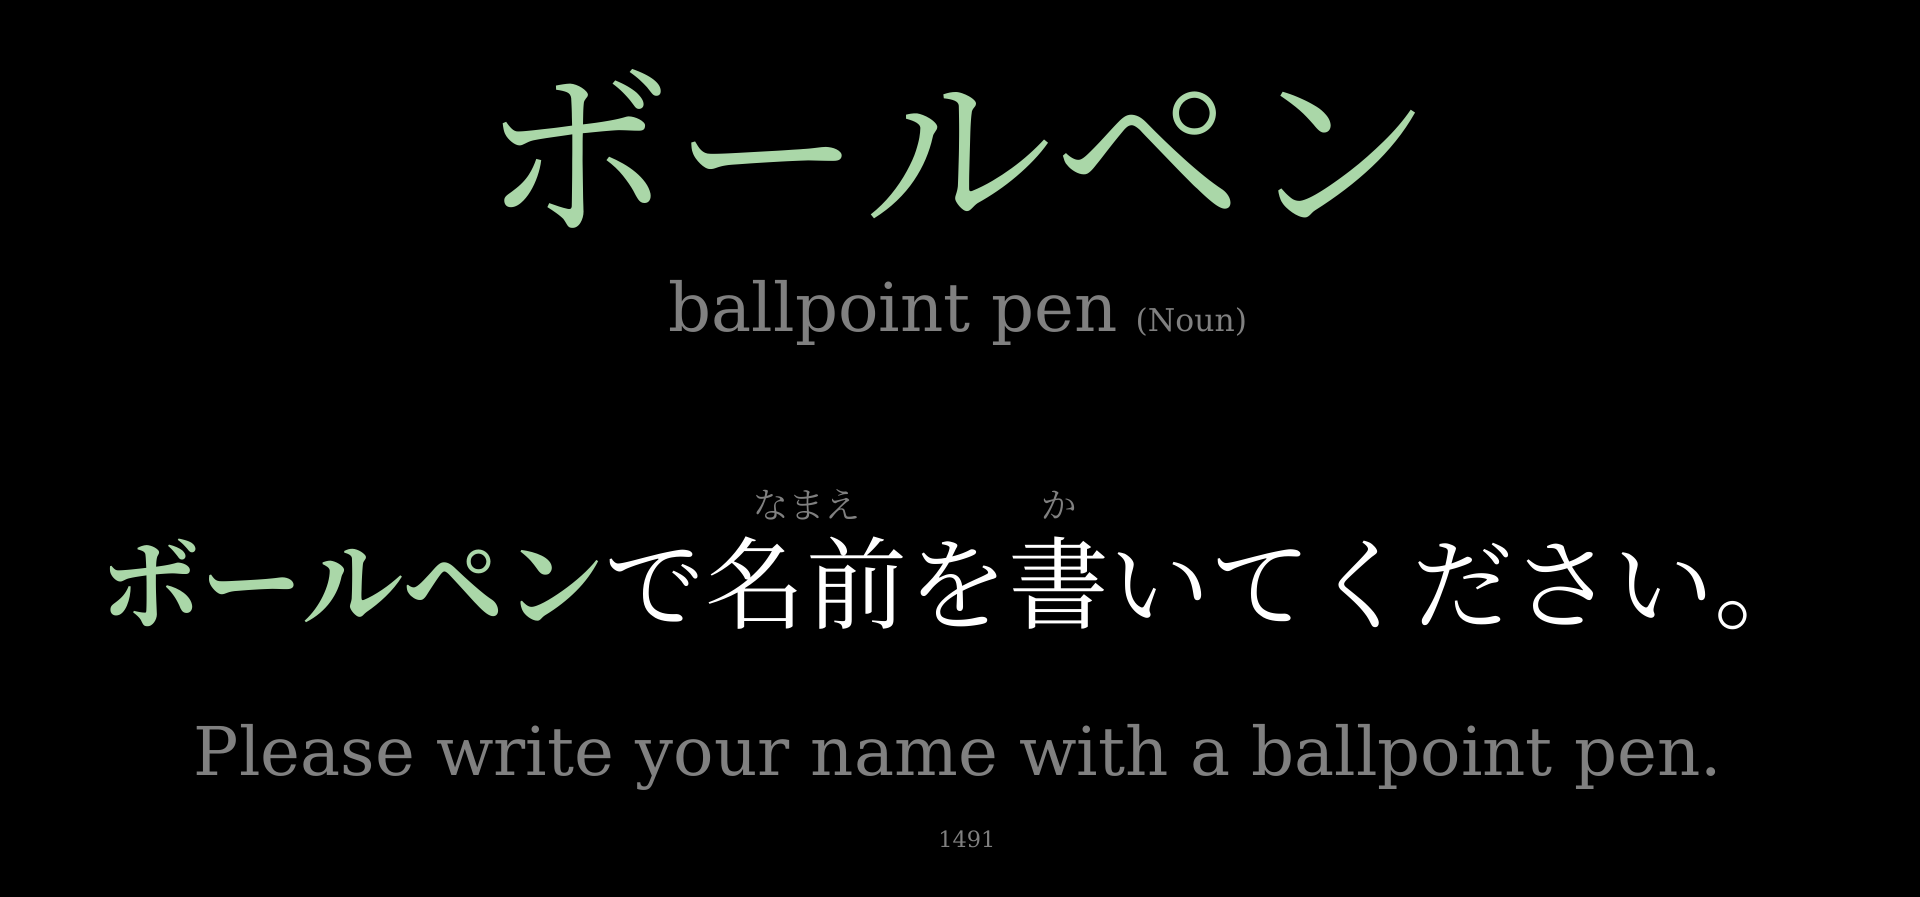 ボールペン
ballpoint pen (Noun)
なまえ か
ボールペンで名前を書いてください。
Please write your name with a ballpoint pen.
1491